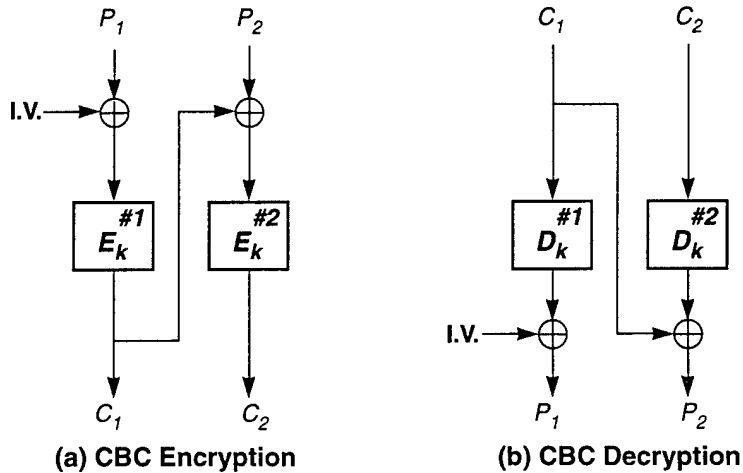 P1 P2
I.V.
#1 #2
Ek Ek
C1 C2
(a) CBC Encryption
C1 C2
#1 #2
Dk Dk
I.V.
P1 P2
(b) CBC Decryption